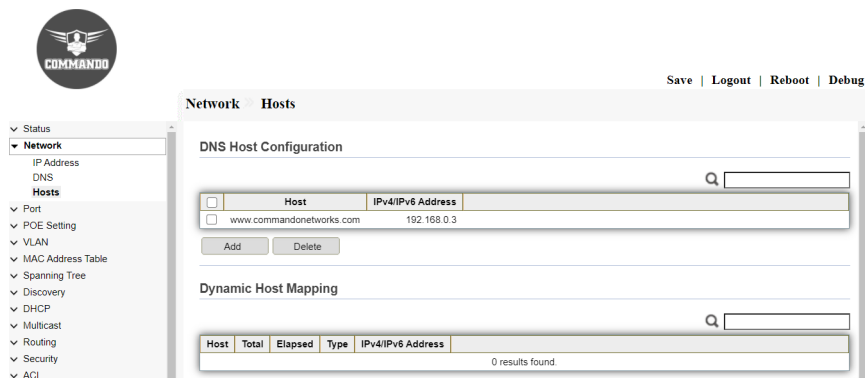 COMMANDO
Save | Logout | Reboot | Debug
Network Hosts
Status
Network
IP Address
DNS
Hosts
Port
POE Setting
VLAN
MAC Address Table
Spanning Tree
Discovery
DHCP
Multicast
Routing
Security
ACL
DNS Host Configuration
Host IPv4/IPv6 Address
www.commandonetworks.com 192.168.0.3
Add Delete
Dynamic Host Mapping
Host Total Elapsed Type IPv4/IPv6 Address
0 results found.